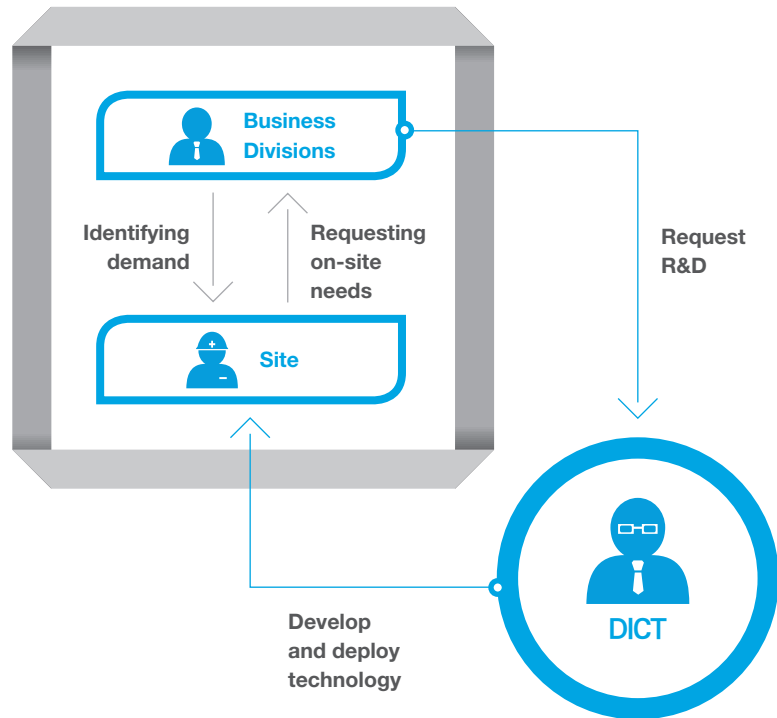 Business
Divisions
Identifying
demand
Requesting
on-site
needs
Request
R&D
Site
Develop
and deploy
technology
DICT